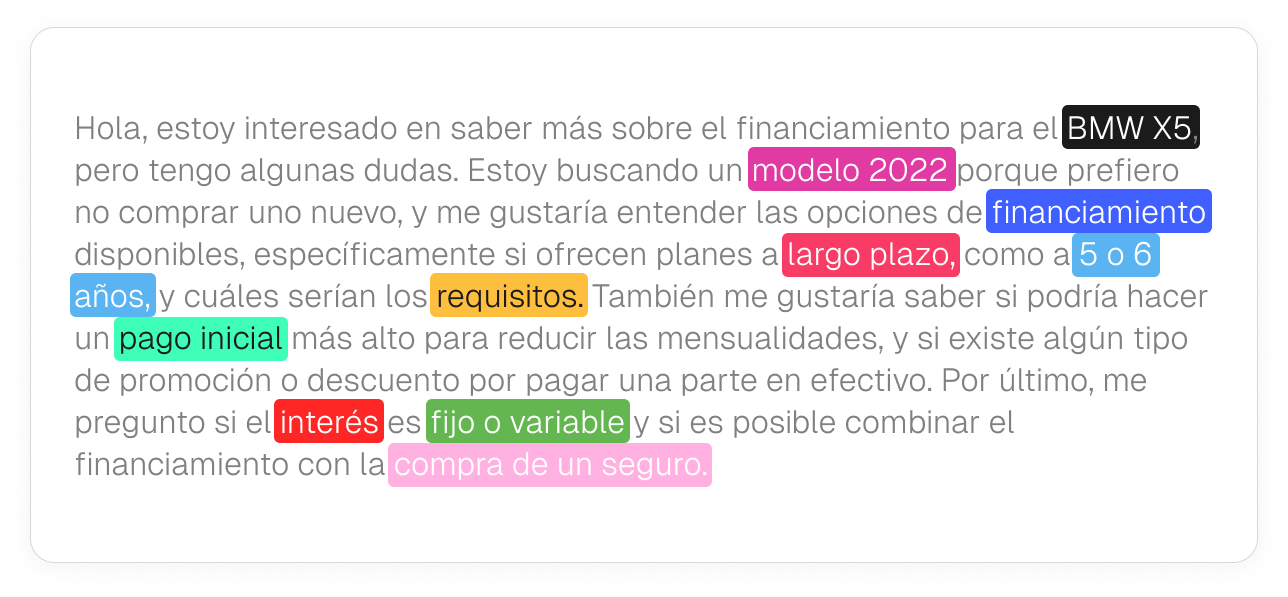 Hola, estoy interesado en saber más sobre el financiamiento para el BMW X5,
pero tengo algunas dudas. Estoy buscando un modelo 2022 porque prefiero
no comprar uno nuevo, y me gustaría entender las opciones de financiamiento
disponibles, específicamente si ofrecen planes a largo plazo, como a 5 o 6
años, y cuáles serían los requisitos. También me gustaría saber si podría hacer
un pago inicial más alto para reducir las mensualidades, y si existe algún tipo
de promoción o descuento por pagar una parte en efectivo. Por último, me
pregunto si el interés es fijo o variable y si es posible combinar el
financiamiento con la compra de un seguro.